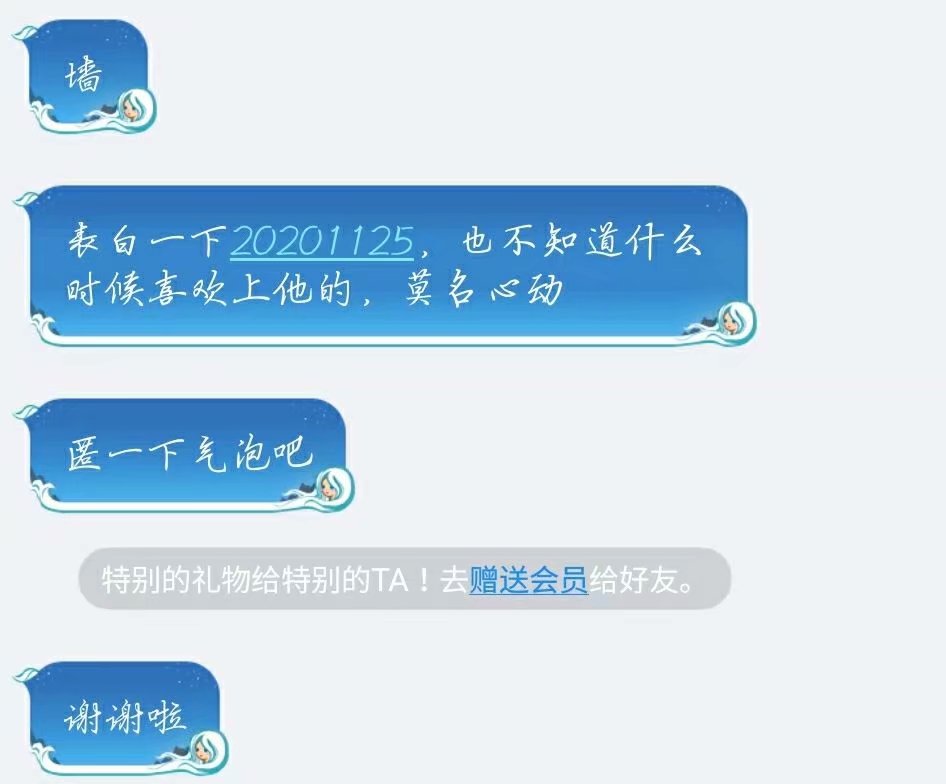 墙
表白一下20201125，也不知道什么
时候喜欢上他的，莫名心动
匿一下气泡吧
特别的礼物给特别的TA！去赠送会员给好友。
谢谢啦